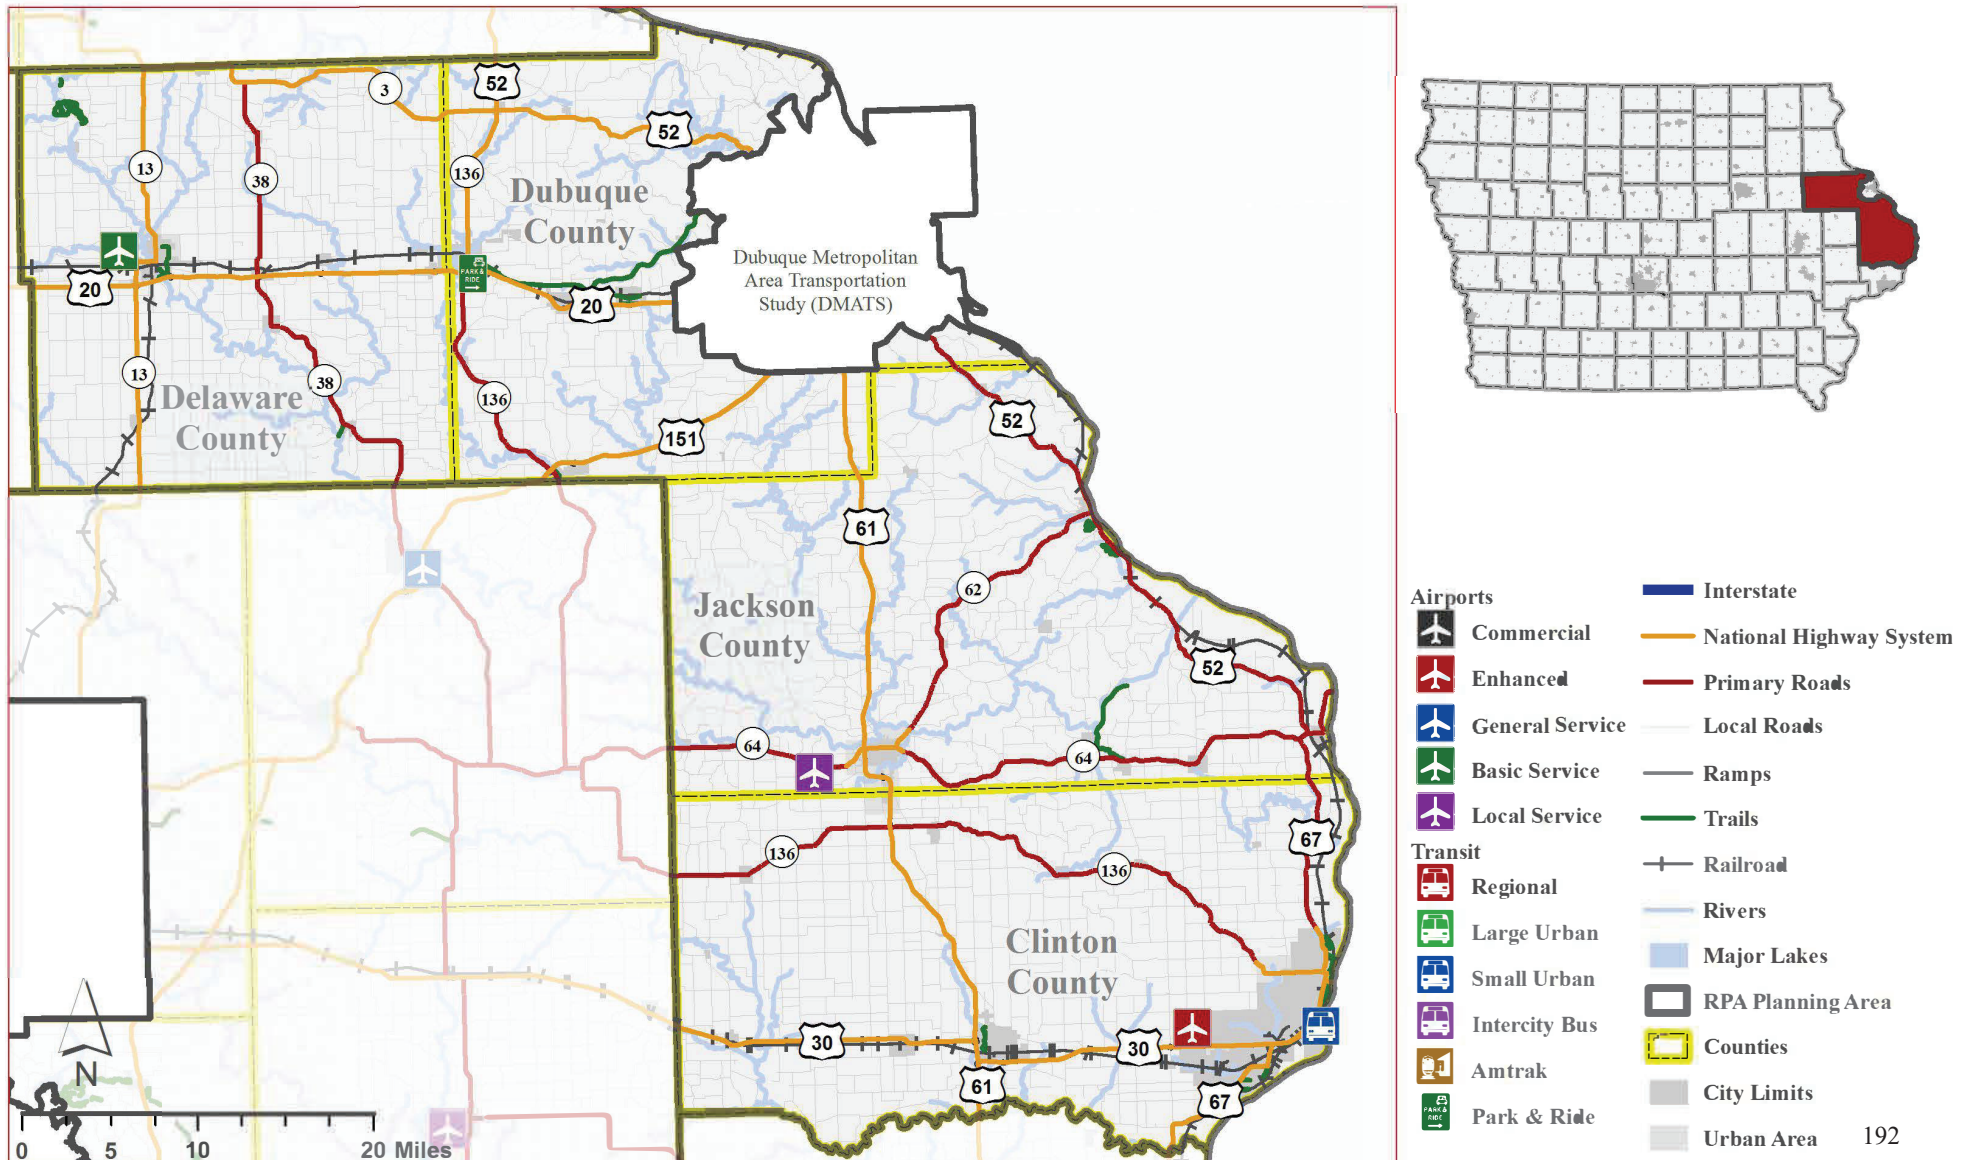 52
3
52
13
38
136
Dubuque
County
Dubuque Metropolitan
Area Transportation
Study (DMATS)
PARK &
RIDE
20
20
13
38
Delaware
County
136
151
52
61
62
Jackson
County
52
64
64
67
136
136
Clinton
County
30
30
61
67
N
0 5 10 20 Miles
Airports
Commercial
Enhanced
General Service
Basic Service
Local Service
Transit
Regional
Large Urban
Small Urban
Intercity Bus
Amtrak
PARK &
RIDE
Park & Ride
Interstate
National Highway System
Primary Roads
Local Roads
Ramps
Trails
Railroad
Rivers
Major Lakes
RPA Planning Area
Counties
City Limits
Urban Area
192